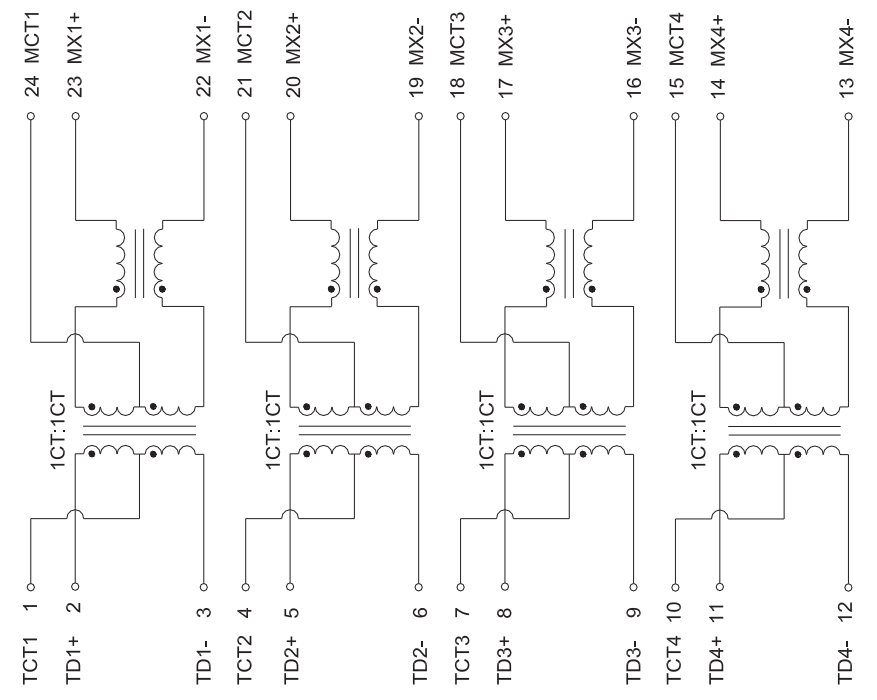 24 MCT1
23 MX1+
22 MX1-
21 MCT2
20 MX2+
19 MX2-
18 MCT3
17 MX3+
16 MX3-
15 MCT4
14 MX4+
13 MX4-
1CT:1CT
1CT:1CT
1CT:1CT
1CT:1CT
TCT1 1
TD1+ 2
TD1- 3
TCT2 4
TD2+ 5
TD2- 6
TCT3 7
TD3+ 8
TD3- 9
TCT4 10
TD4+ 11
TD4- 12